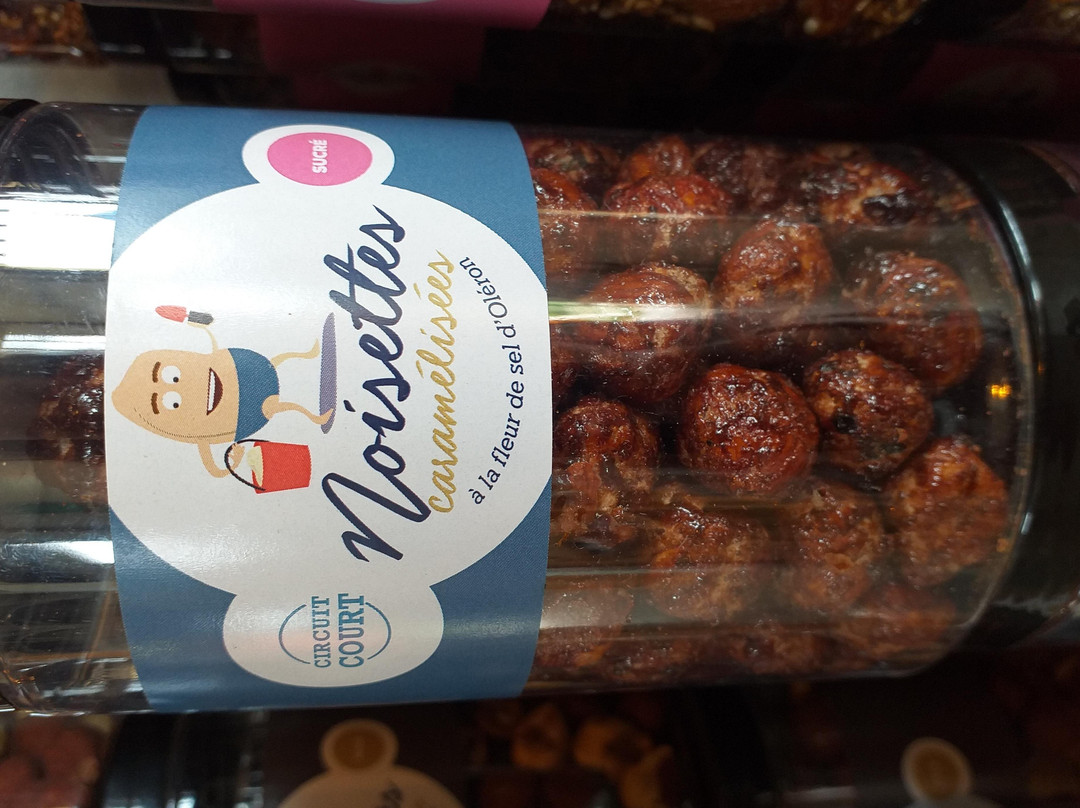 SUCRÉ
Noisettes
caramélisées
à la fleur de sel d'Oléron
CIRCUIT
COURT